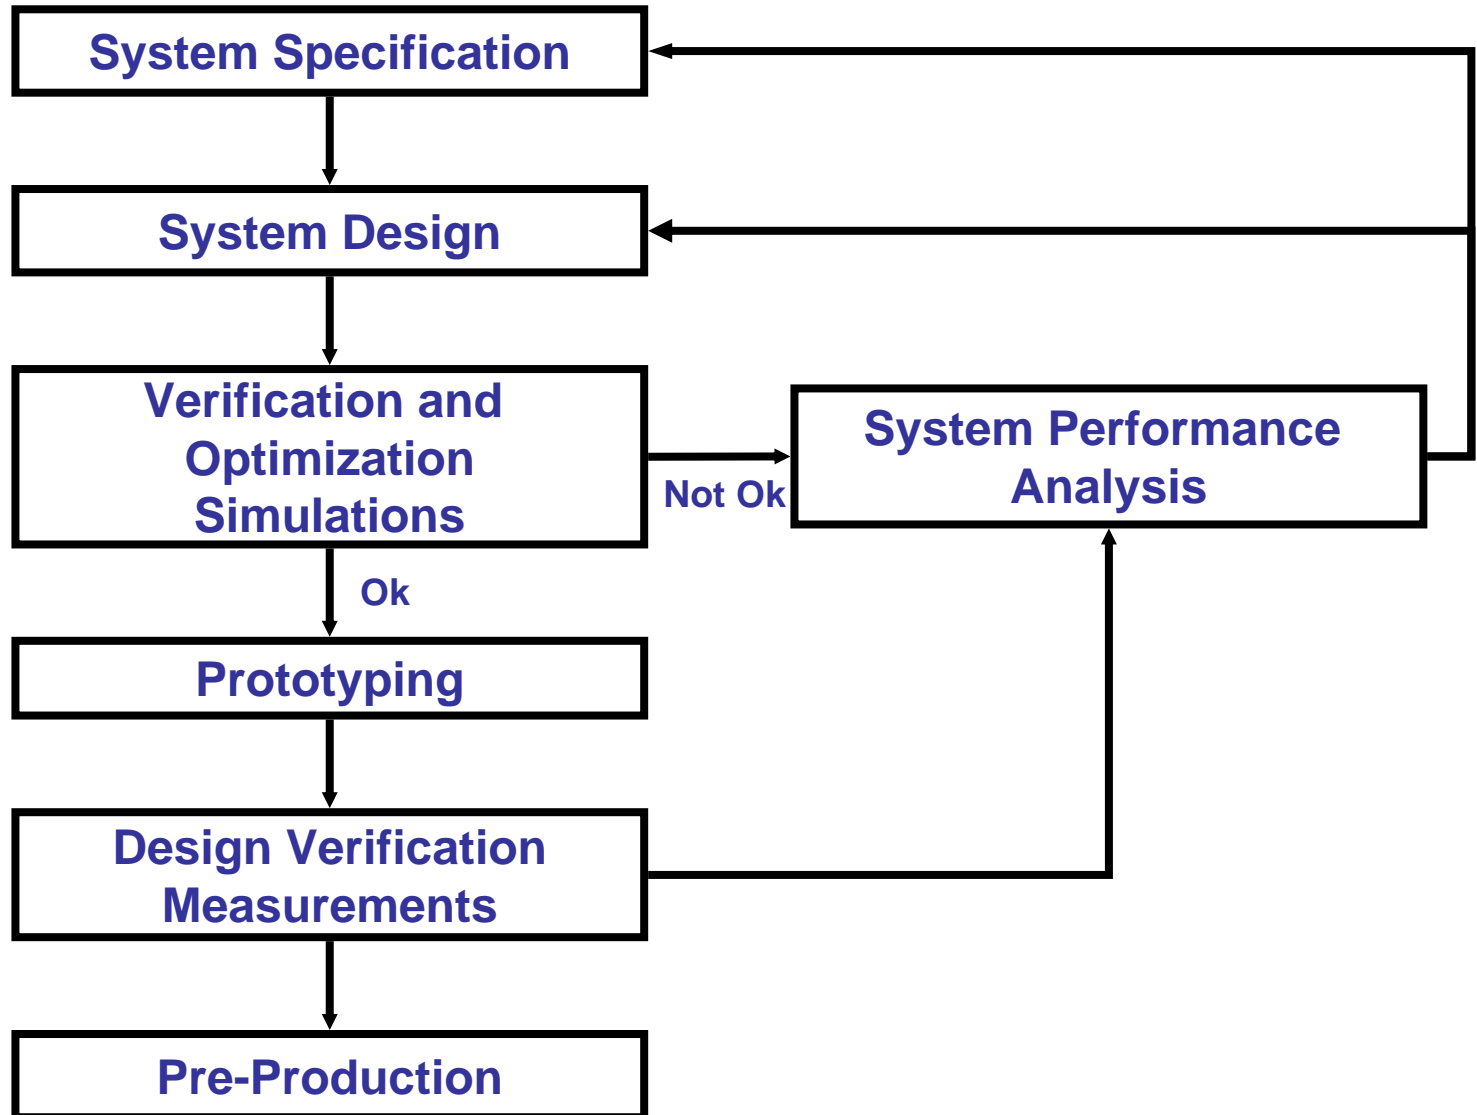 System Specification
System Design
Verification and
Optimization
Simulations
Not Ok
System Performance
Analysis
Ok
Prototyping
Design Verification
Measurements
Pre-Production